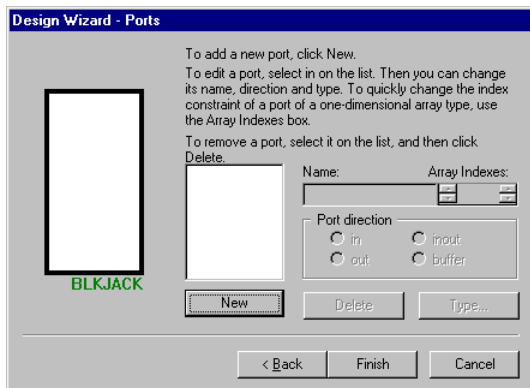 Design Wizard - Ports
To add a new port, click New.
To edit a port, select in on the list. Then you can change
its name, direction and type. To quickly change the index
constraint of a port of a one-dimensional array type, use
the Array Indexes box.
To remove a port, select it on the list, and then click
Delete.
Name: Array Indexes:
Port direction
in inout
out buffer
BLKJACK
New Delete Type...
< Back Finish Cancel